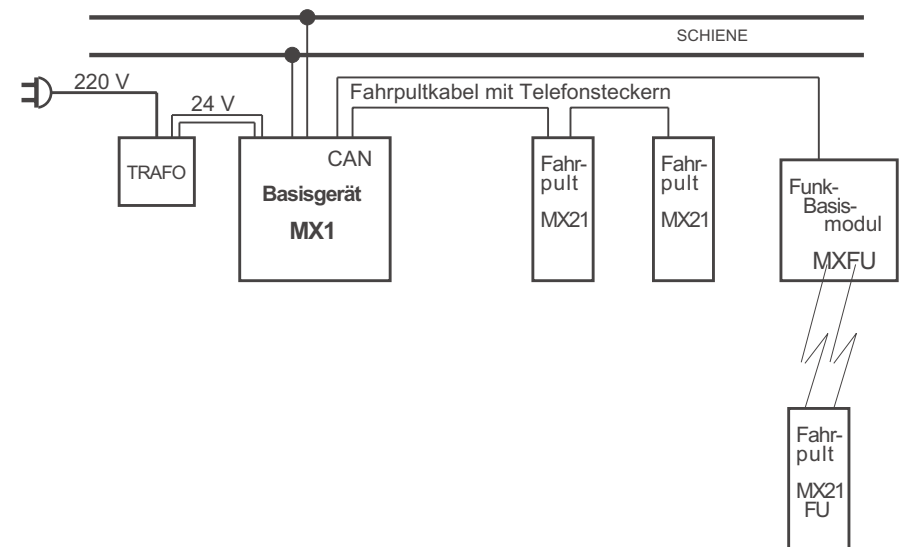 SCHIENE
220 V
24 V
Fahrpultkabel mit Telefonsteckern
TRAFO
CAN
Basisgerät
MX1
Fahr-
pult
MX21
Fahr-
pult
MX21
Funk-
Basis-
modul
MXFU
Fahr-
pult
MX21
FU